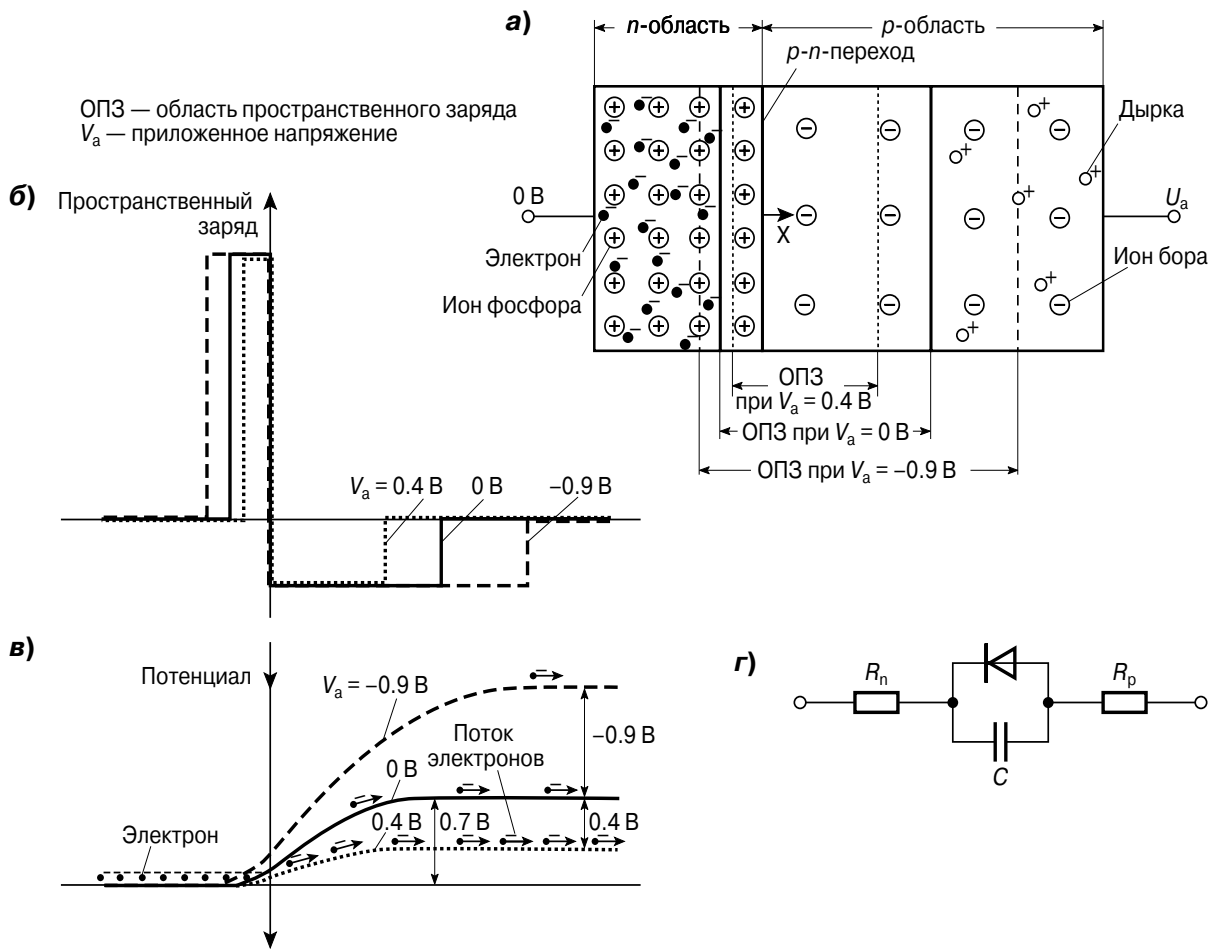 а)
n-область
p-область
p-n-переход
ОПЗ — область пространственного заряда
Vа — приложенное напряжение
Дырка
0 В
Uа
X
Электрон
Ион фосфора
Ион бора
ОПЗ
при Vа = 0.4 В
ОПЗ при Vа = 0 В
ОПЗ при Vа = –0.9 В
б)
Пространственный
заряд
Vа = 0.4 В
0 В
–0.9 В
в)
Потенциал
Vа = –0.9 В
Поток
электронов
–0.9 В
0 В
0.4 В
0.7 В
0.4 В
Электрон
г)
Rn
Rp
C